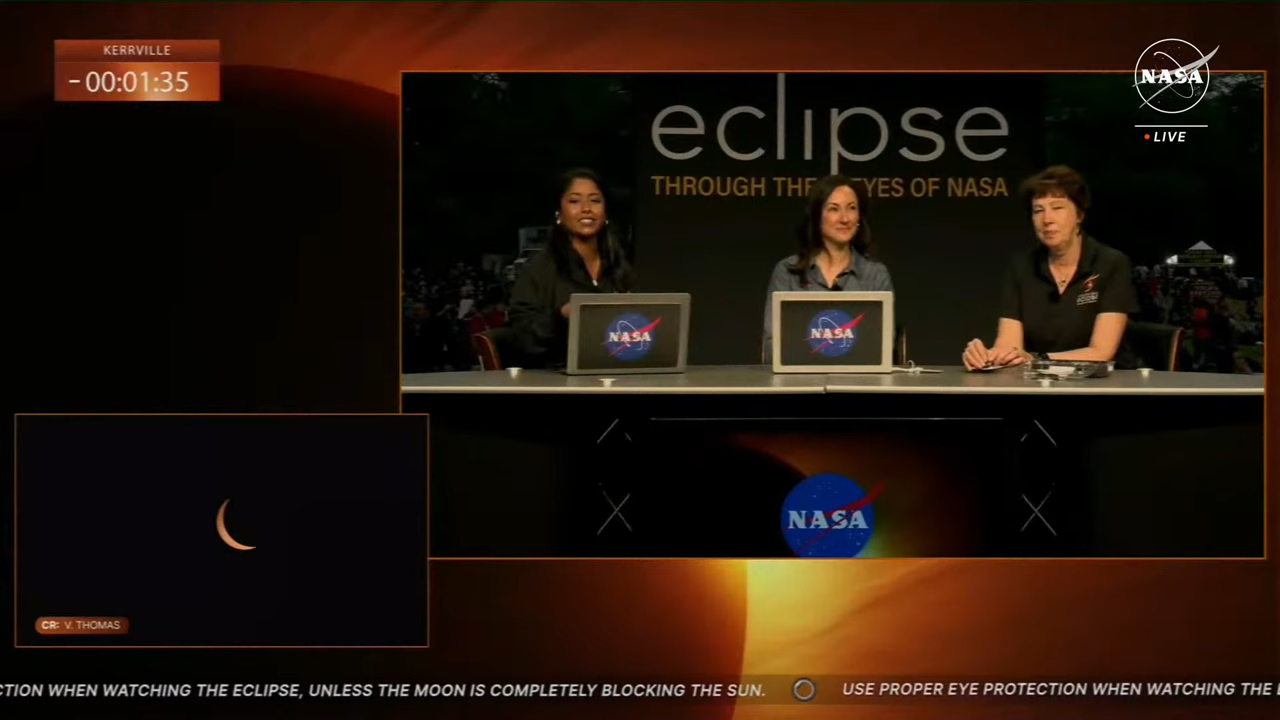 KERRVILLE
-00:01:35
NASA
LIVE
eclipse
THROUGH THE EYES OF NASA
NASA
NASA
NASA
CR: V. THOMAS
CTION WHEN WATCHING THE ECLIPSE, UNLESS THE MOON IS COMPLETELY BLOCKING THE SUN.
USE PROPER EYE PROTECTION WHEN WATCHING THE E